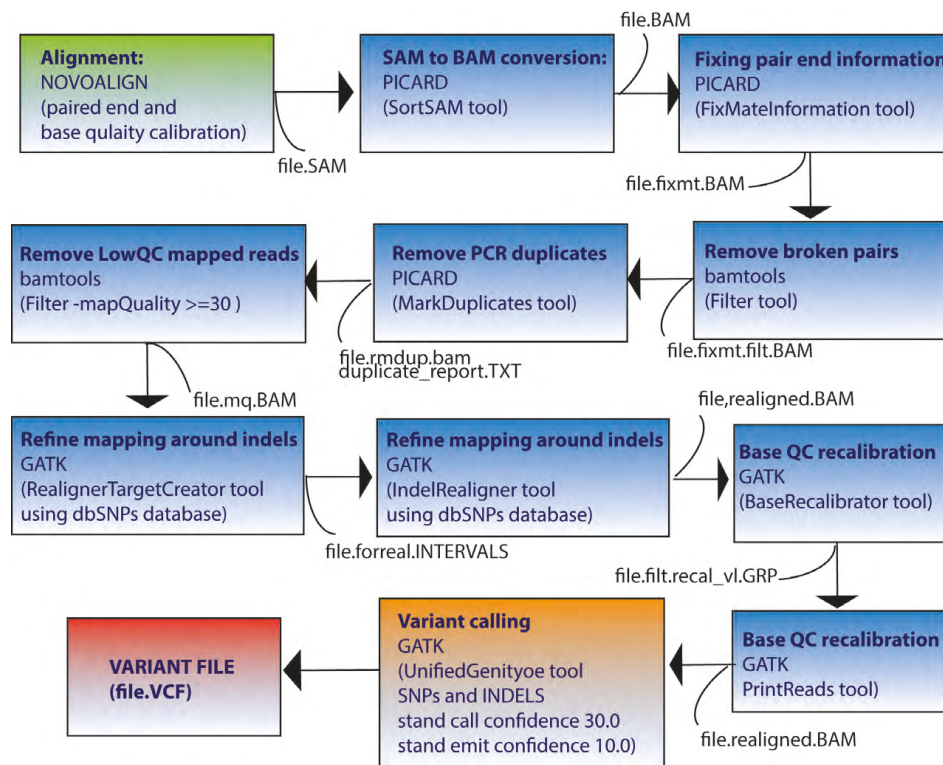 Alignment:
NOVOALIGN
(paired end and
base qulaity calibration)
file.SAM
SAM to BAM conversion:
PICARD
(SortSAM tool)
file.BAM
Fixing pair end information
PICARD
(FixMateInformation tool)
file.fixmt.BAM
Remove broken pairs
bamtools
(Filter tool)
file.fixmt.filt.BAM
Remove PCR duplicates
PICARD
(MarkDuplicates tool)
file.rmdup.bam
duplicate_report.TXT
Remove LowQC mapped reads
bamtools
(Filter -mapQuality >=30 )
file.mq.BAM
Refine mapping around indels
GATK
(RealignerTargetCreator tool
using dbSNPs database)
file.forreal.INTERVALS
Refine mapping around indels
GATK
(IndelRealigner tool
using dbSNPs database)
file,realigned.BAM
Base QC recalibration
GATK
(BaseRecalibrator tool)
file.filt.recal_vl.GRP
Base QC recalibration
GATK
PrintReads tool)
file.realigned.BAM
Variant calling
GATK
(UnifiedGenityoe tool
SNPs and INDELS
stand call confidence 30.0
stand emit confidence 10.0)
VARIANT FILE
(file.VCF)